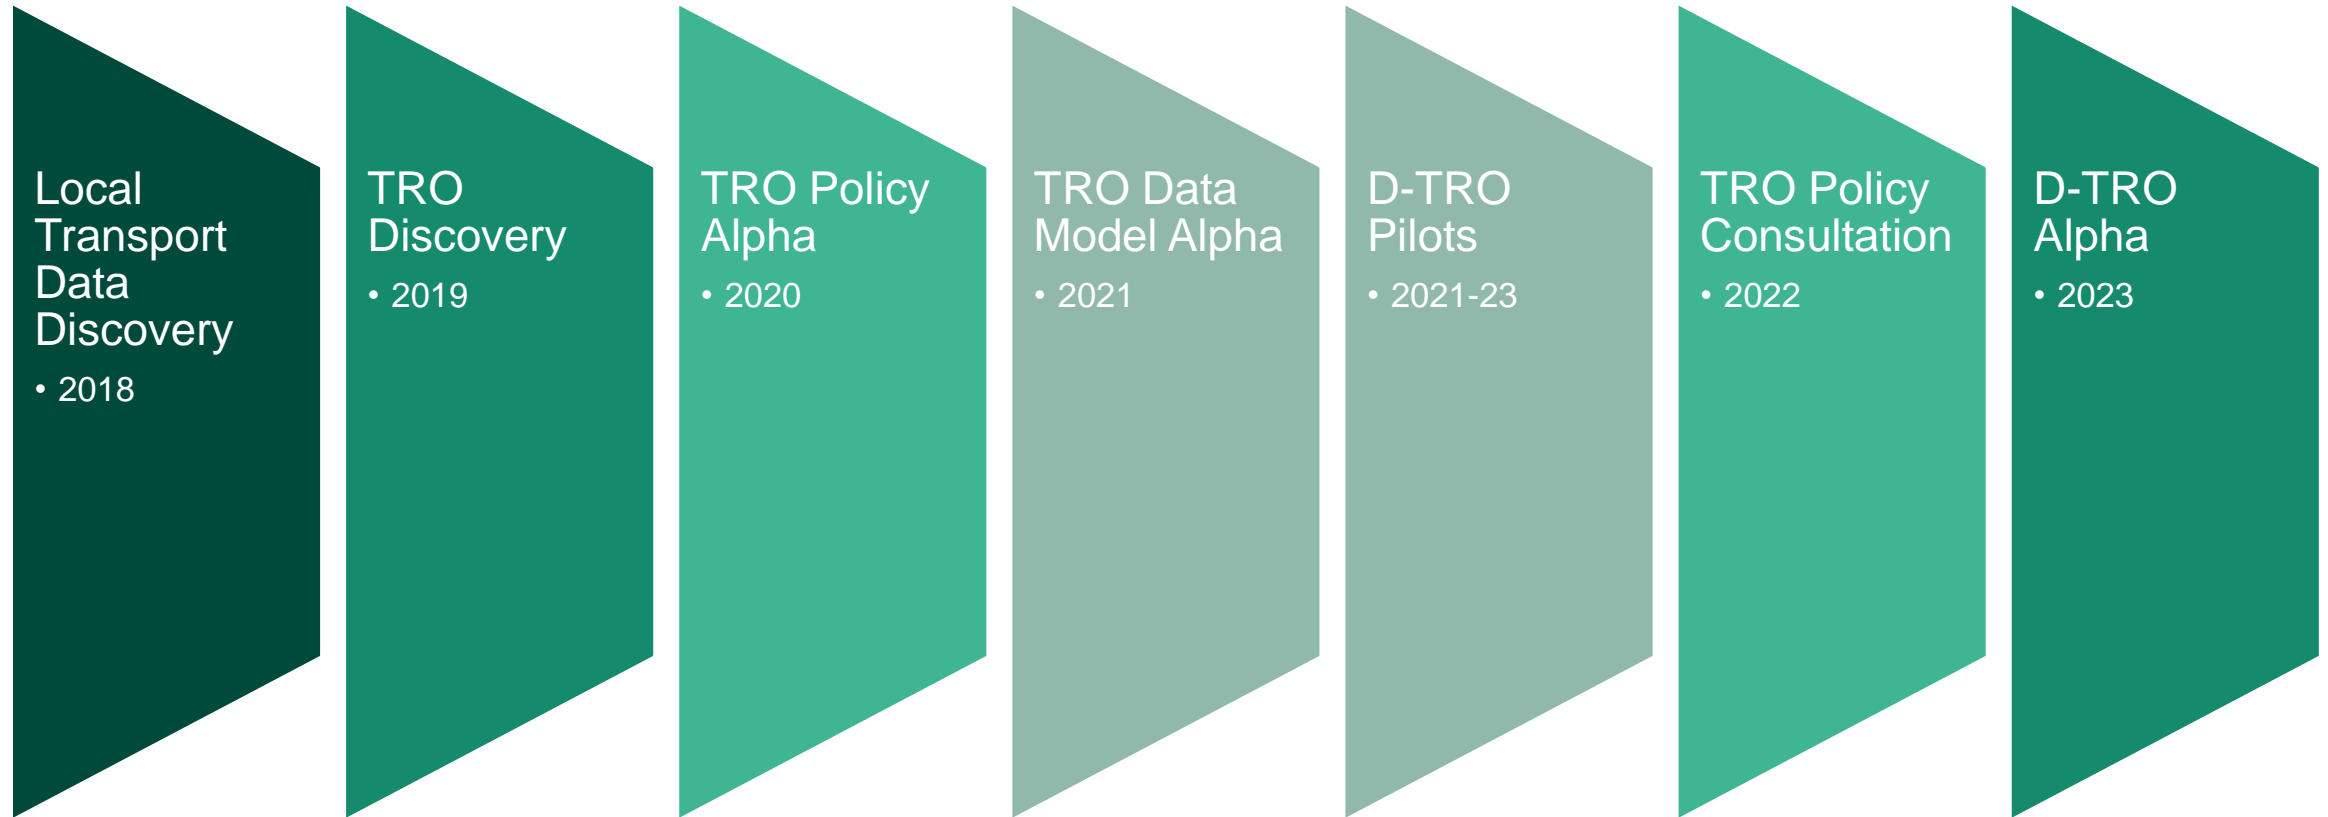 Local
Transport
Data
Discovery
• 2018
TRO
Discovery
• 2019
TRO Policy
Alpha
• 2020
TRO Data
Model Alpha
• 2021
D-TRO
Pilots
• 2021-23
TRO Policy
Consultation
• 2022
D-TRO
Alpha
• 2023